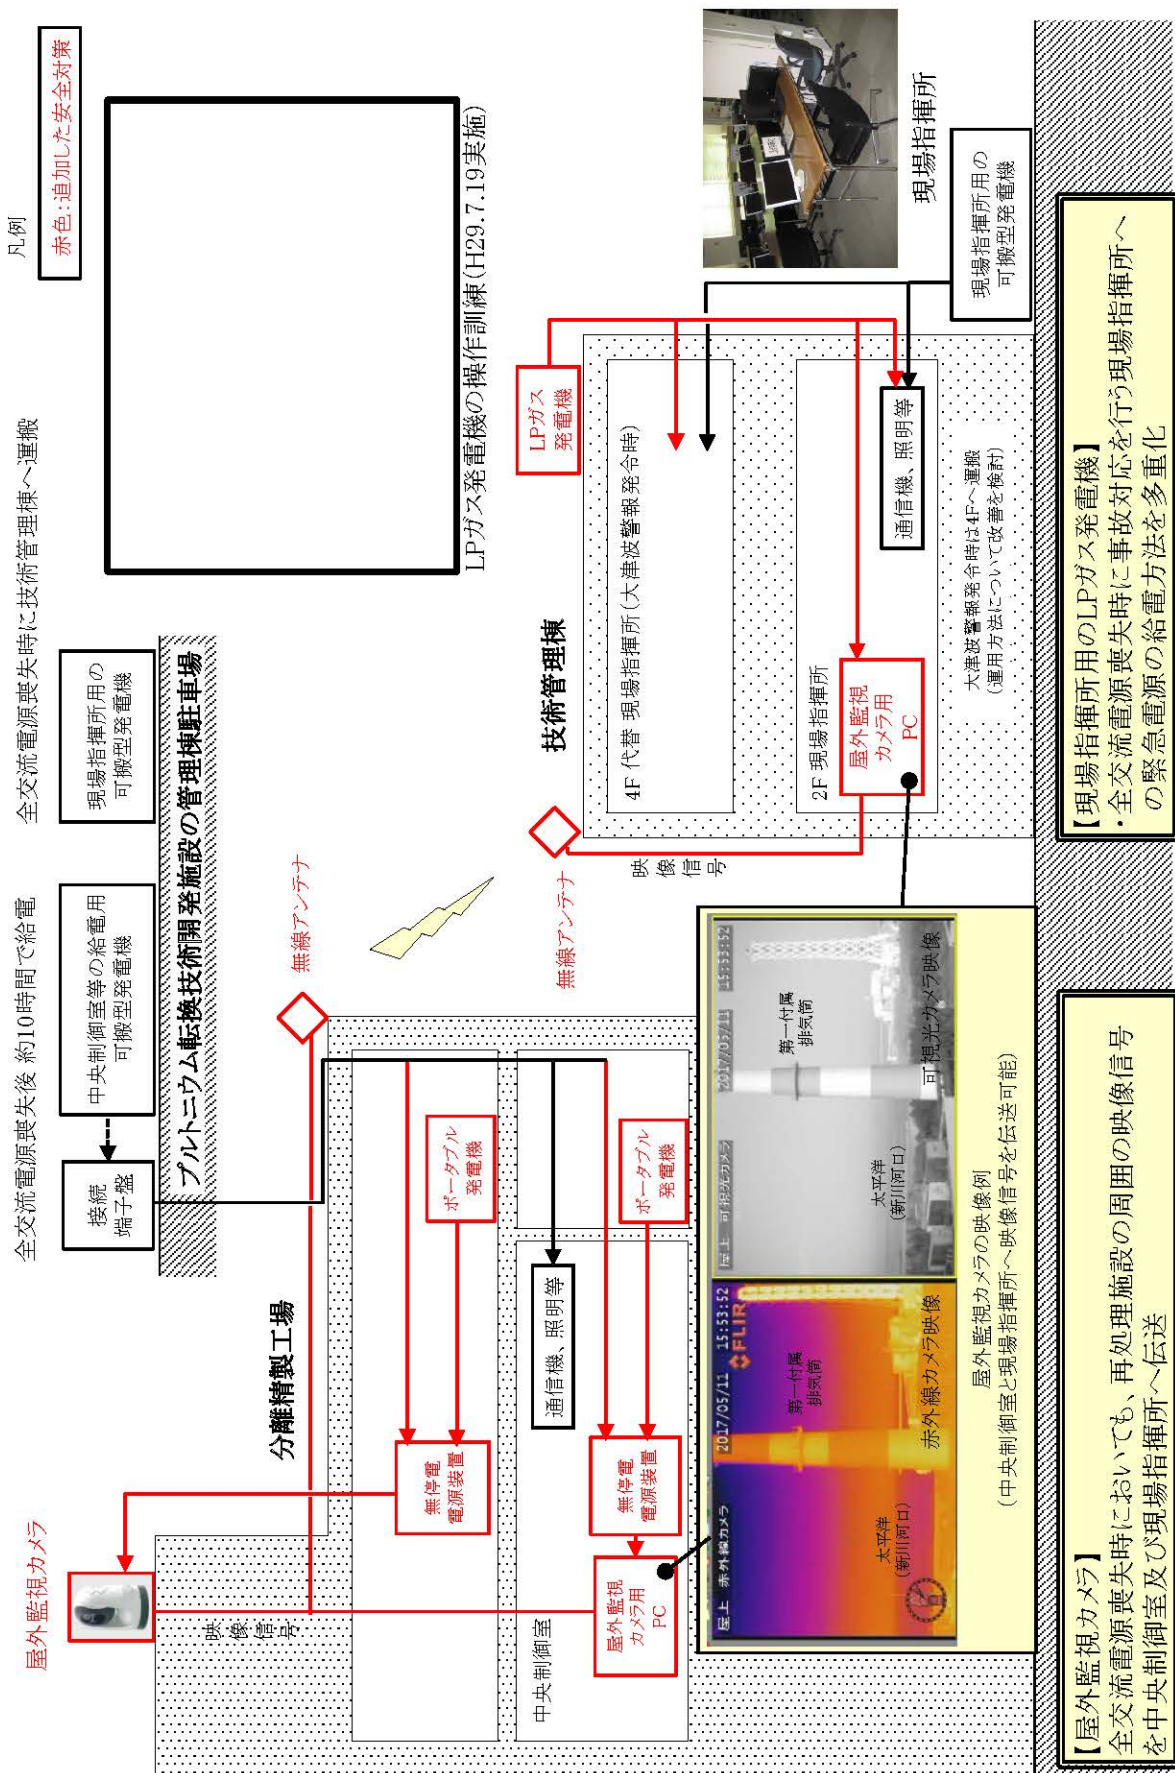 凡例
赤色：追加した安全対策
全交流電源喪失後 約10時間で給電
全交流電源喪失時に技術管理棟へ運搬
接続
端子盤
中央制御室等の給電用
可搬型発電機
現場指揮所用の
可搬型発電機
プルトニウム転換技術開発施設の管理棟駐車場
LPガス発電機の操作訓練(H29.7.19実施)
屋外監視カメラ
映像信号
分離精製工場
無線アンテナ
無停電
電源装置
ポータブル
発電機
中央制御室
通信機、照明等
屋外監視
カメラ用
PC
無停電
電源装置
ポータブル
発電機
無線アンテナ
映像信号
技術管理棟
LPガス
発電機
4F 代替 現場指揮所(大津波警報発令時)
2F 現場指揮所
屋外監視
カメラ用
PC
通信機、照明等
大津波警報発令時は4Fへ運搬
(運用方法について改善を検討)
現場指揮所
現場指揮所用の
可搬型発電機
屋上 赤外線カメラ
2017/05/11 15:53:52
FLIR
第一付属
排気筒
太平洋
(新川河口)
赤外線カメラ映像
屋上 可視光カメラ
2017/05/11 15:53:52
第一付属
排気筒
太平洋
(新川河口)
可視光カメラ映像
屋外監視カメラの映像例
(中央制御室と現場指揮所へ映像信号を伝送可能)
【屋外監視カメラ】
全交流電源喪失時においても、再処理施設の周囲の映像信号
を中央制御室及び現場指揮所へ伝送
【現場指揮所用のLPガス発電機】
・全交流電源喪失時に事故対応を行う現場指揮所へ
の緊急電源の給電方法を多重化